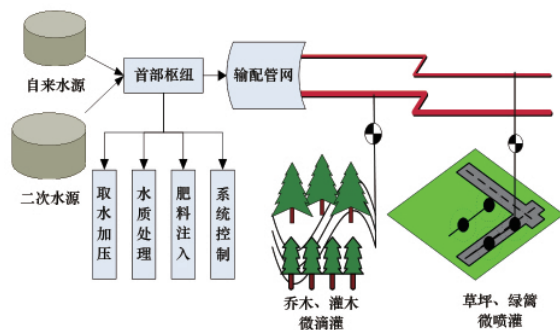 自来水源
首部枢纽
输配管网
二次水源
取水加压
水质处理
肥料注入
系统控制
乔木、灌木
微滴灌
草坪、绿篱
微喷灌